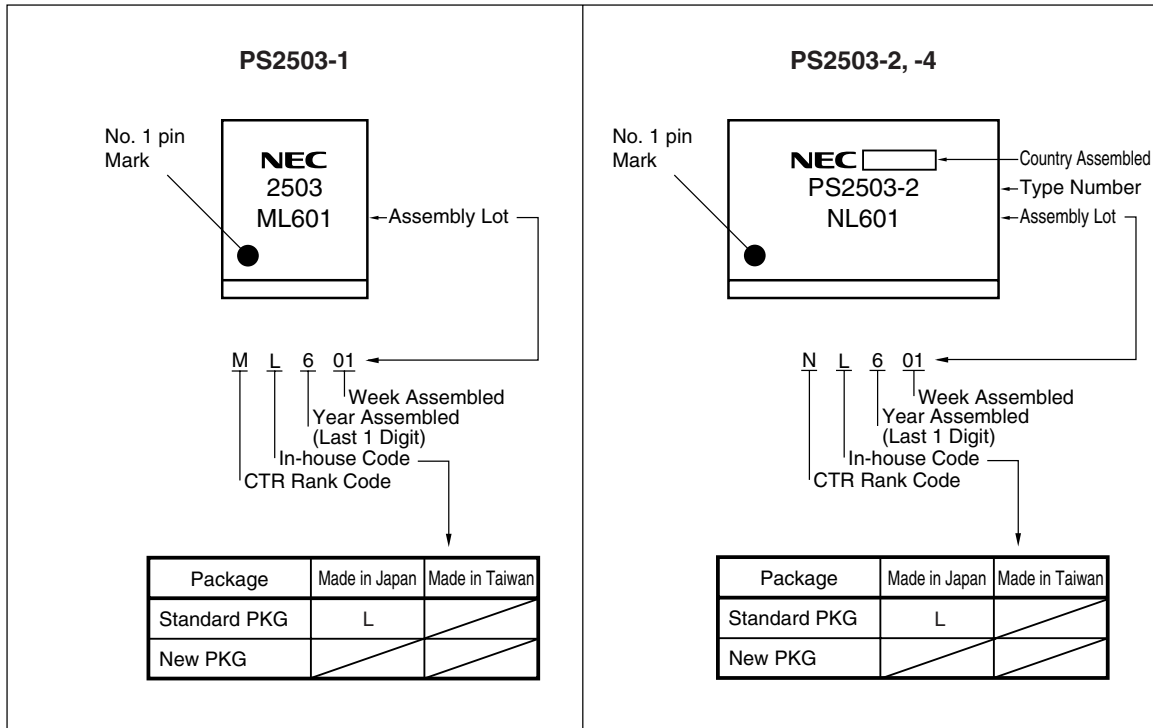 PS2503-1
No. 1 pin
Mark
NEC
2503
ML601
Assembly Lot
M L 6 01
Week Assembled
Year Assembled
(Last 1 Digit)
In-house Code
CTR Rank Code
Package Made in Japan Made in Taiwan
Standard PKG L
New PKG
PS2503-2, -4
No. 1 pin
Mark
NEC
PS2503-2
NL601
Country Assembled
Type Number
Assembly Lot
N L 6 01
Week Assembled
Year Assembled
(Last 1 Digit)
In-house Code
CTR Rank Code
Package Made in Japan Made in Taiwan
Standard PKG L
New PKG